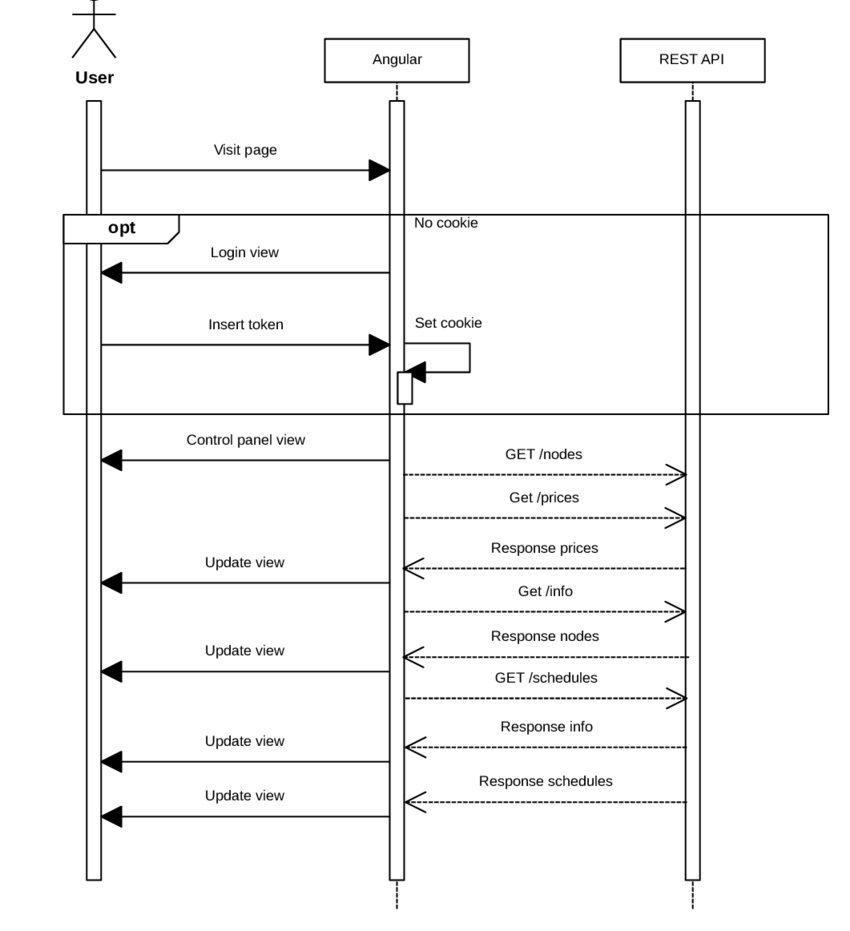 User
Angular
REST API
Visit page
opt
No cookie
Login view
Insert token
Set cookie
Control panel view
GET /nodes
Get /prices
Response prices
Update view
Get /info
Response nodes
Update view
GET /schedules
Response info
Update view
Response schedules
Update view